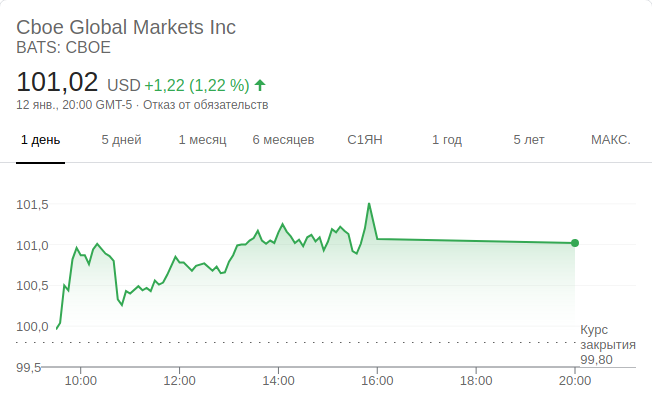 Cboe Global Markets Inc
BATS: CBOE
101,02 USD +1,22 (1,22 %)
12 янв., 20:00 GMT-5 · Отказ от обязательств
1 день 5 дней 1 месяц 6 месяцев С1ЯН 1 год 5 лет МАКС.
101,5
101,0
100,5
100,0
99,5
Курс
закрытия
99,80
10:00 12:00 14:00 16:00 18:00 20:00